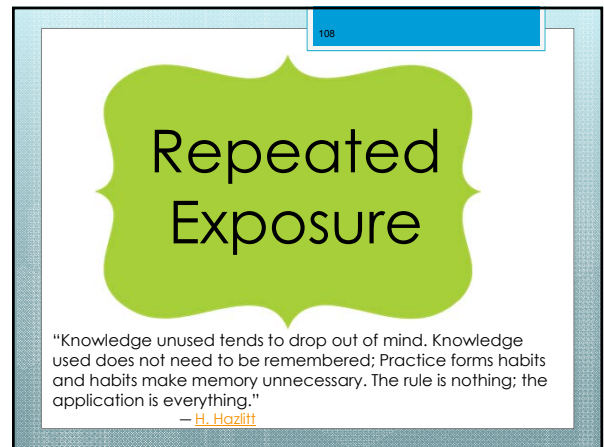 108
Repeated
Exposure
“Knowledge unused tends to drop out of mind. Knowledge
used does not need to be remembered; Practice forms habits
and habits make memory unnecessary. The rule is nothing; the
application is everything.”
— H. Hazlitt